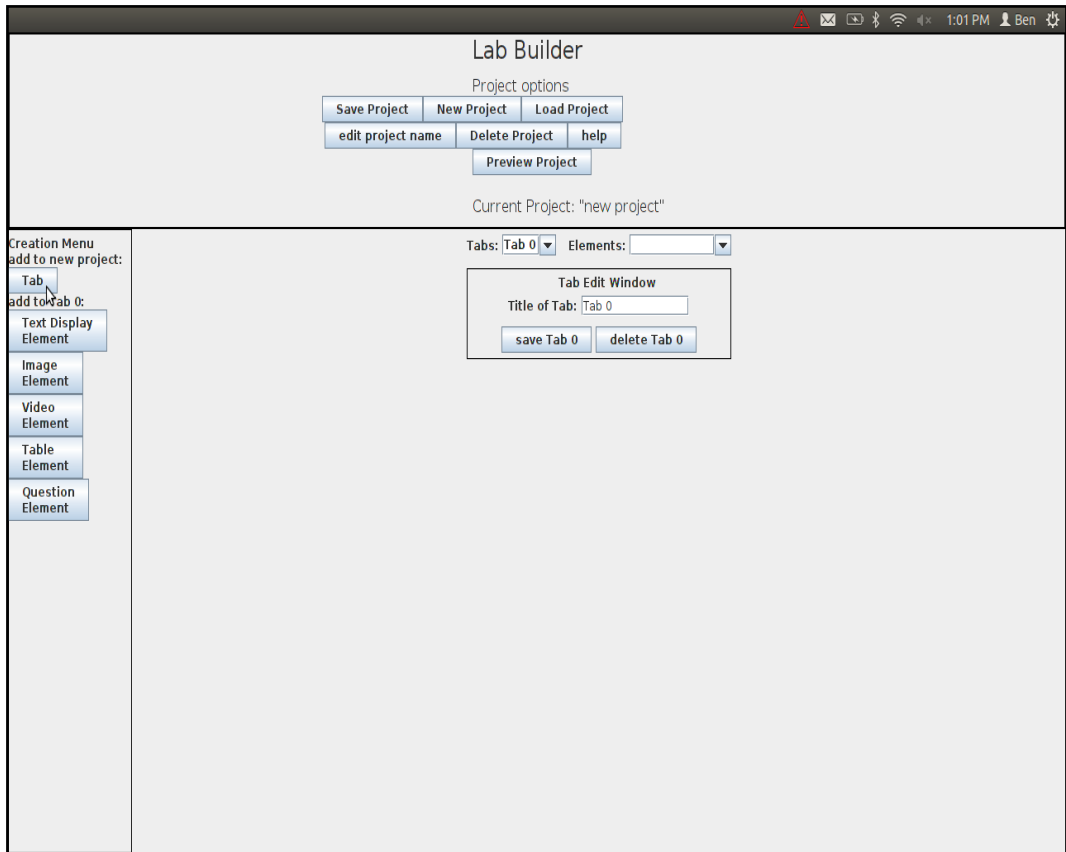 1:01 PM Ben
Lab Builder
Project options
Save Project New Project Load Project
edit project name Delete Project help
Preview Project
Current Project: "new project"
Creation Menu
add to new project:
Tab
add to Tab 0:
Text Display
Element
Image
Element
Video
Element
Table
Element
Question
Element
Tabs: Tab 0 Elements:
Tab Edit Window
Title of Tab: Tab 0
save Tab 0 delete Tab 0